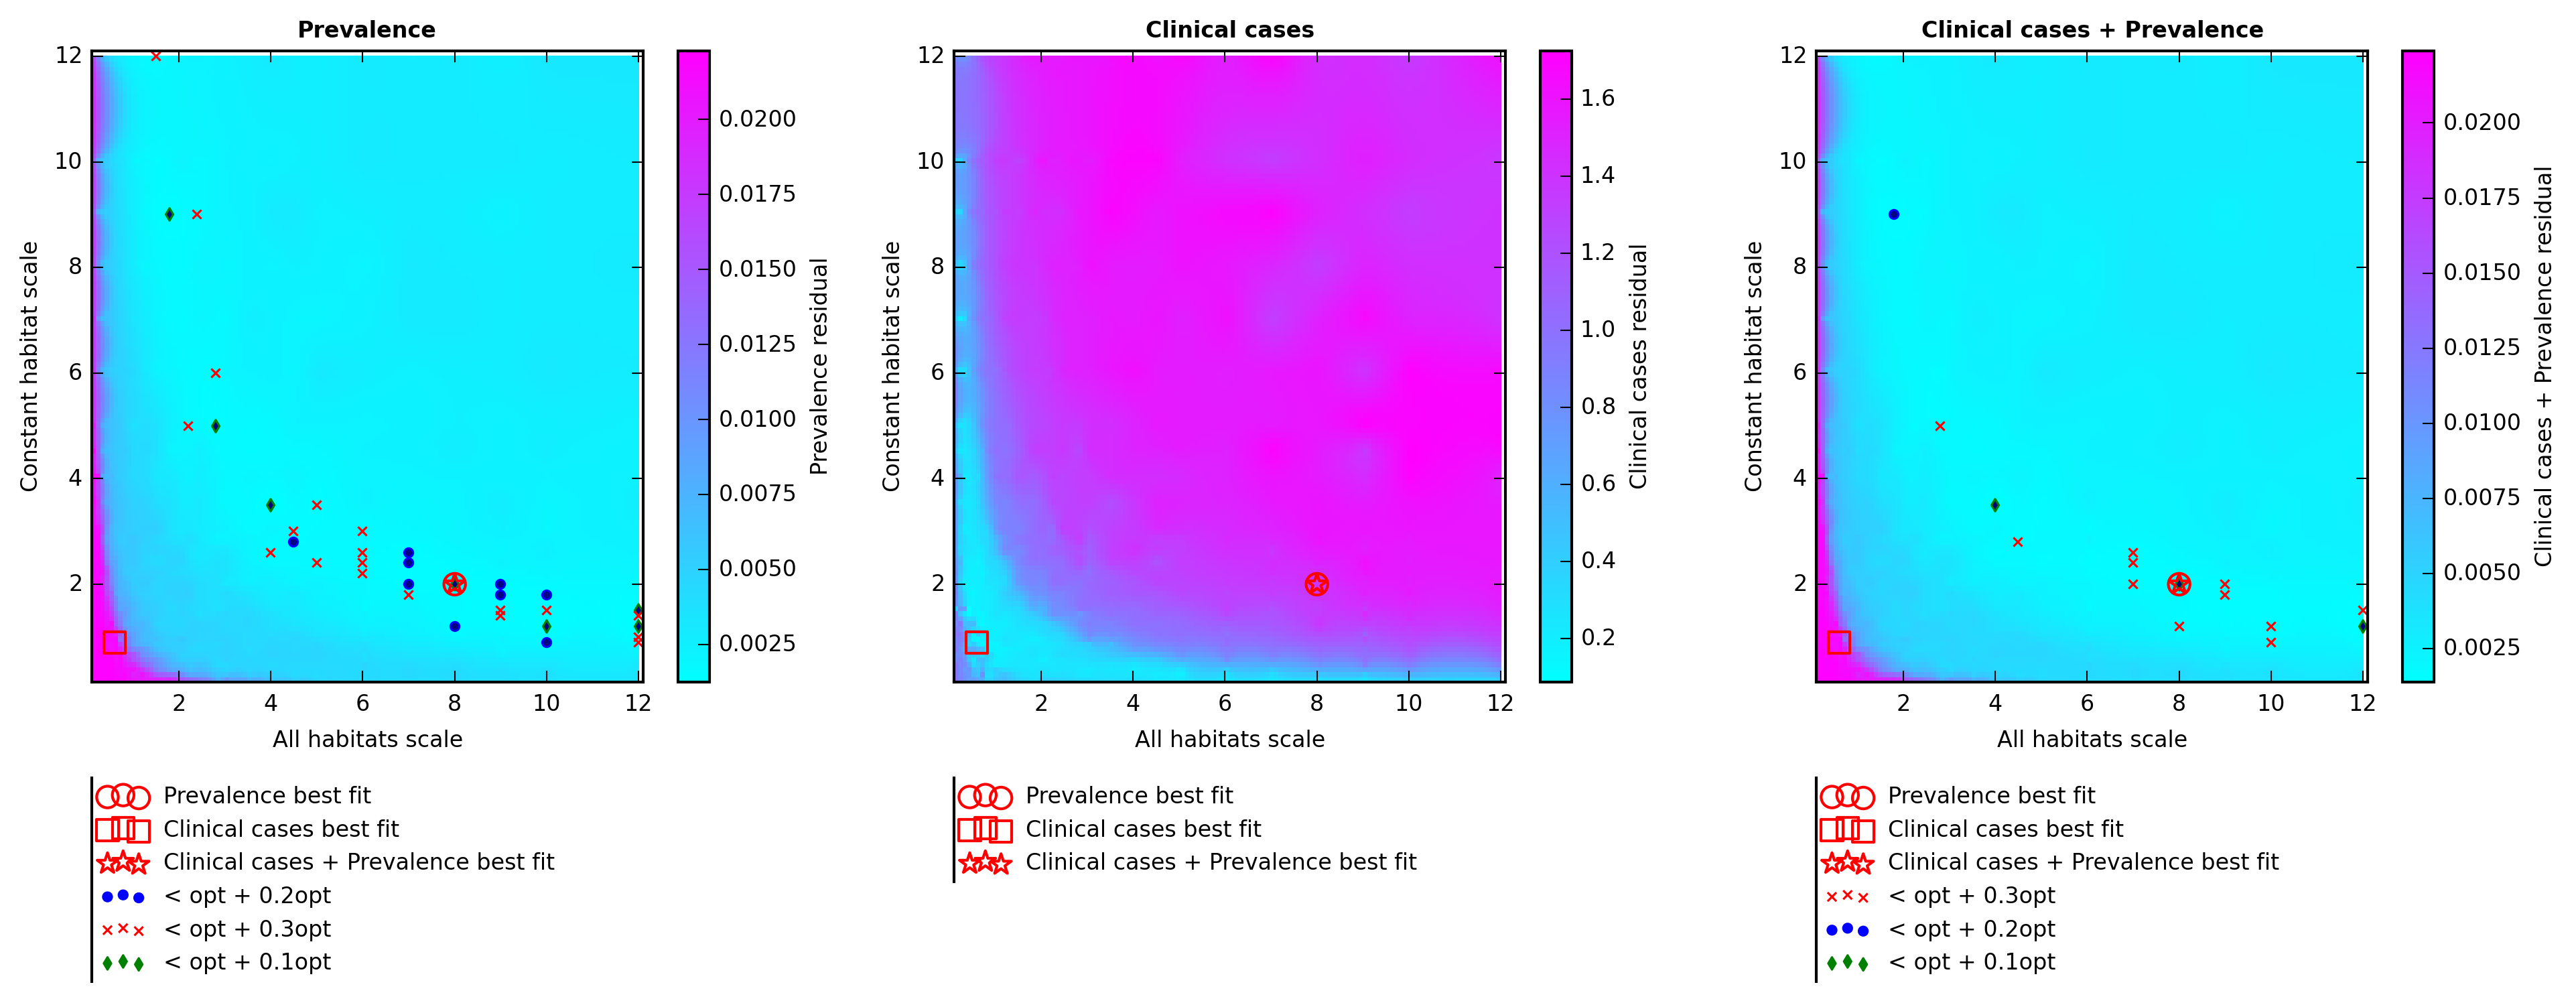 Prevalence
12
10
8
6
4
2
2 4 6 8 10 12
Constant habitat scale
All habitats scale
0.0200
0.0175
0.0150
0.0125
0.0100
0.0075
0.0050
0.0025
Prevalence residual
Prevalence best fit
Clinical cases best fit
Clinical cases + Prevalence best fit
< opt + 0.2opt
< opt + 0.3opt
< opt + 0.1opt
Clinical cases
12
10
8
6
4
2
2 4 6 8 10 12
Constant habitat scale
All habitats scale
1.6
1.4
1.2
1.0
0.8
0.6
0.4
0.2
Clinical cases residual
Prevalence best fit
Clinical cases best fit
Clinical cases + Prevalence best fit
Clinical cases + Prevalence
12
10
8
6
4
2
2 4 6 8 10 12
Constant habitat scale
All habitats scale
0.0200
0.0175
0.0150
0.0125
0.0100
0.0075
0.0050
0.0025
Clinical cases + Prevalence residual
Prevalence best fit
Clinical cases best fit
Clinical cases + Prevalence best fit
< opt + 0.3opt
< opt + 0.2opt
< opt + 0.1opt